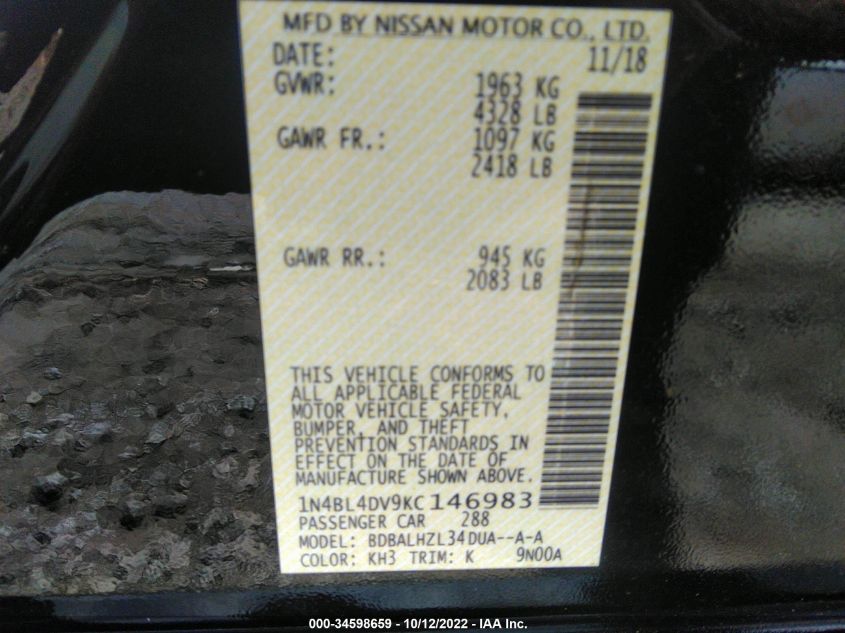 MFD BY NISSAN MOTOR CO., LTD.
DATE: 11/18
GVWR: 1963 KG
4328 LB
GAWR FR.: 1097 KG
2418 LB
GAWR RR.: 945 KG
2083 LB
THIS VEHICLE CONFORMS TO
ALL APPLICABLE FEDERAL
MOTOR VEHICLE SAFETY,
BUMPER, AND THEFT
PREVENTION STANDARDS IN
EFFECT ON THE DATE OF
MANUFACTURE SHOWN ABOVE.
1N4BL4DV9KC146983
PASSENGER CAR 288
MODEL: BDBALHZL34DUA--A-A
COLOR: KH3 TRIM: K 9N00A
000-34598659 - 10/12/2022 - IAA Inc.